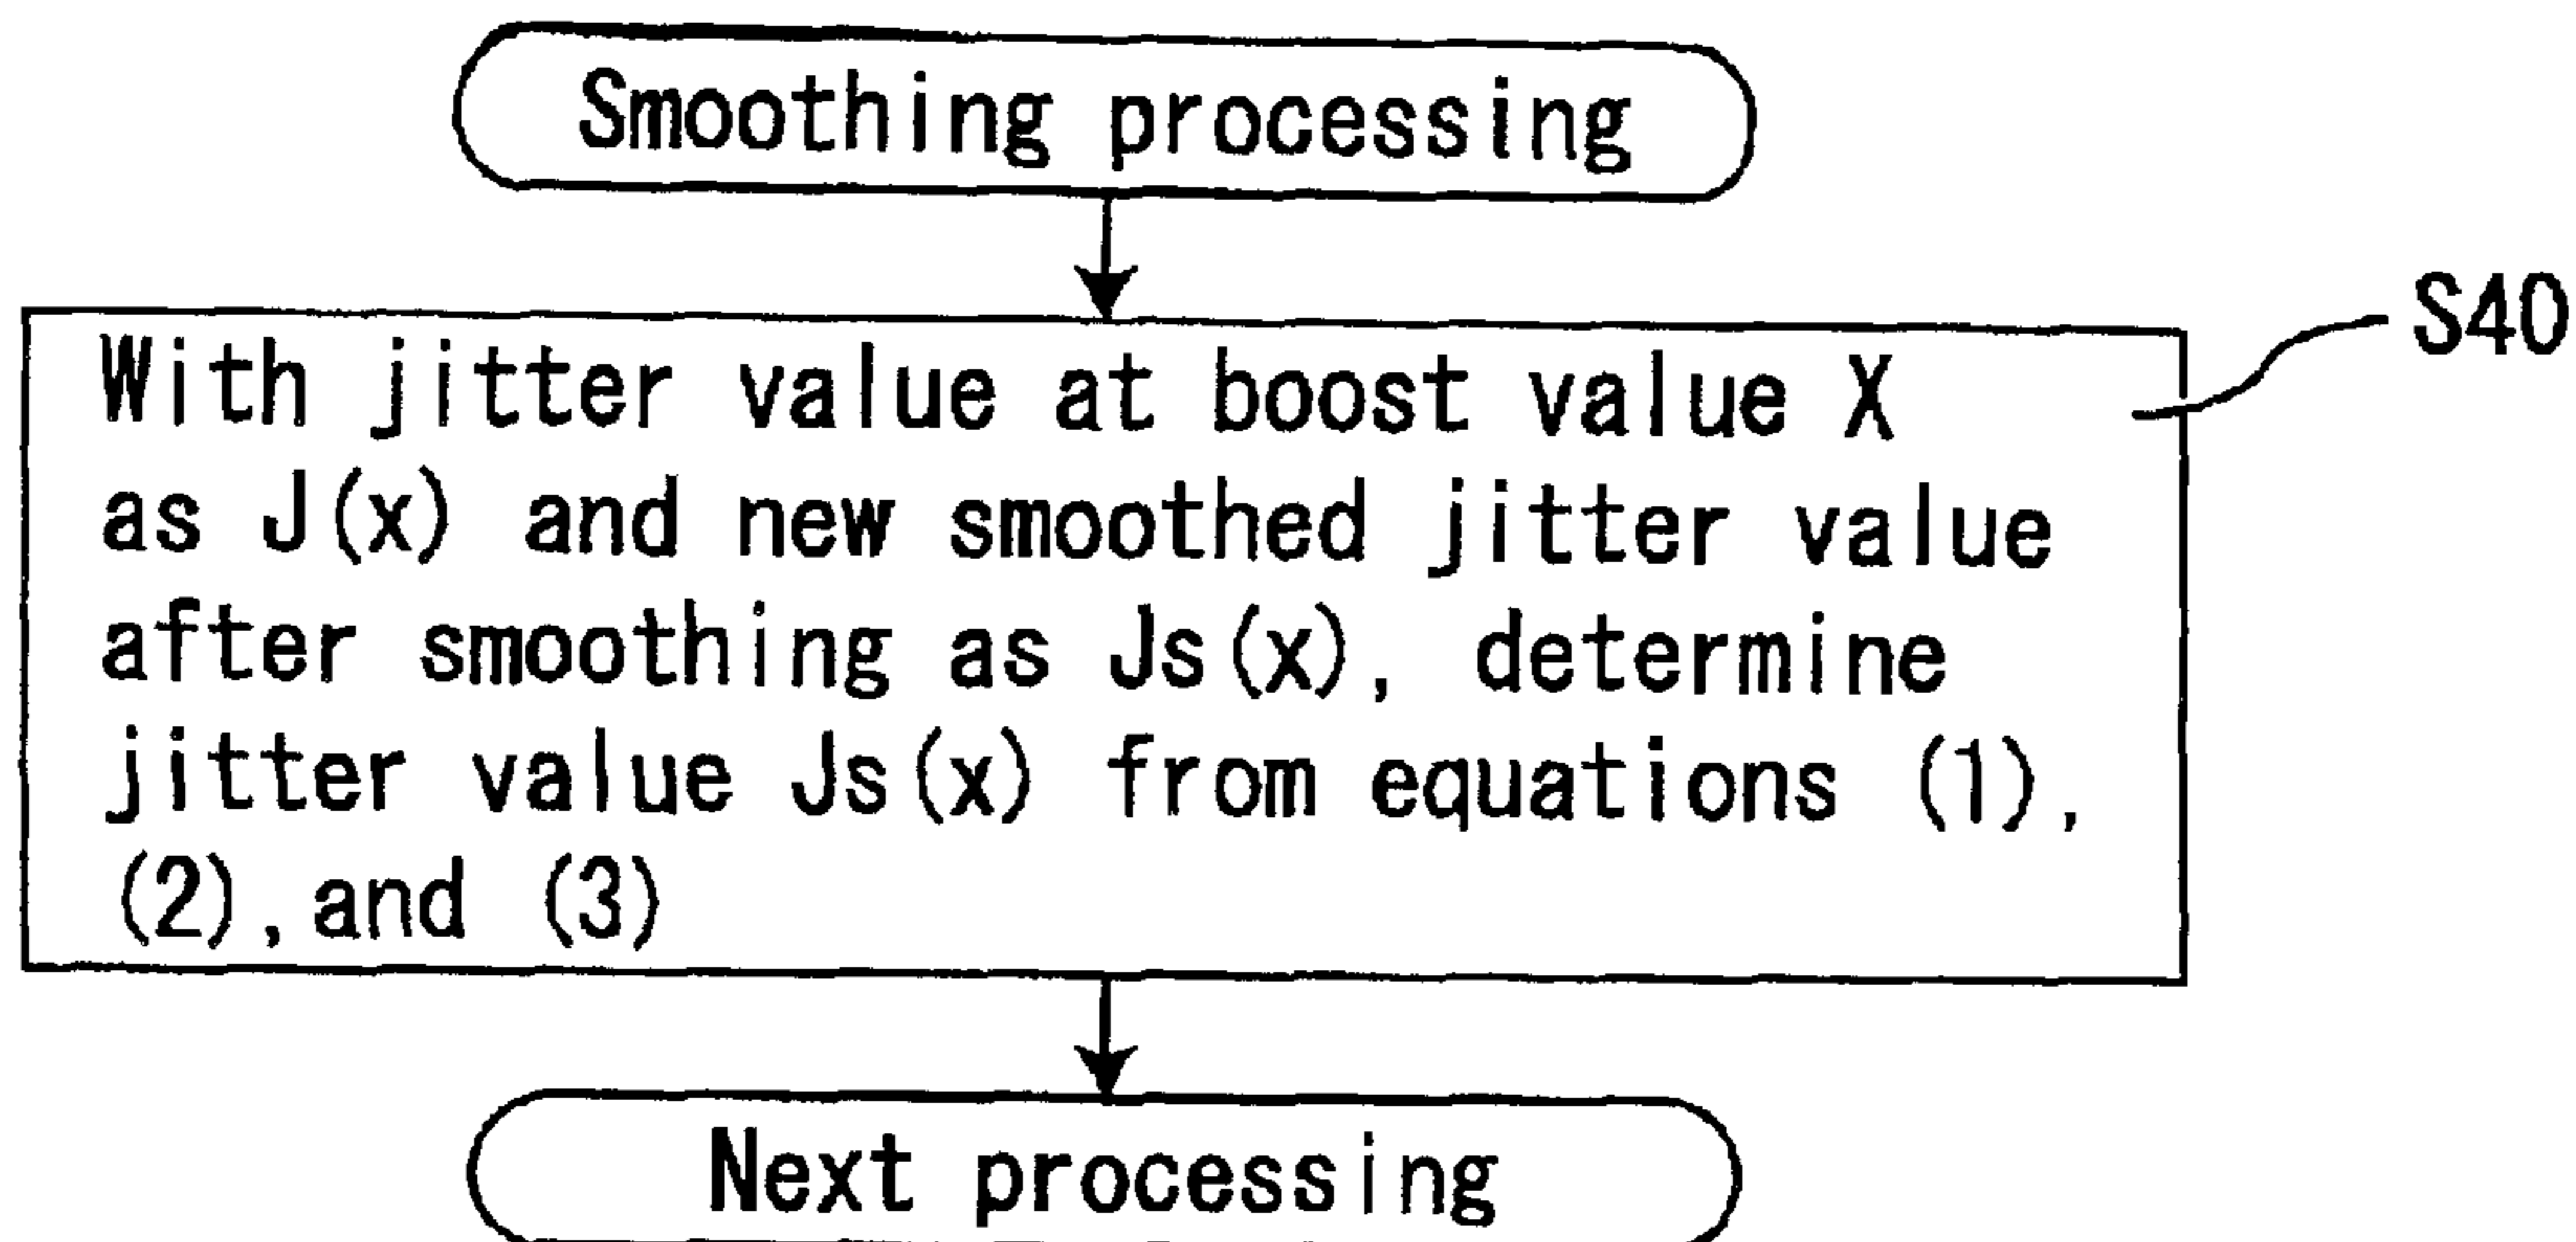 Smoothing processing
S40
With jitter value at boost value X
as J(x) and new smoothed jitter value
after smoothing as Js(x), determine
jitter value Js(x) from equations (1),
(2),and (3)
Next processing